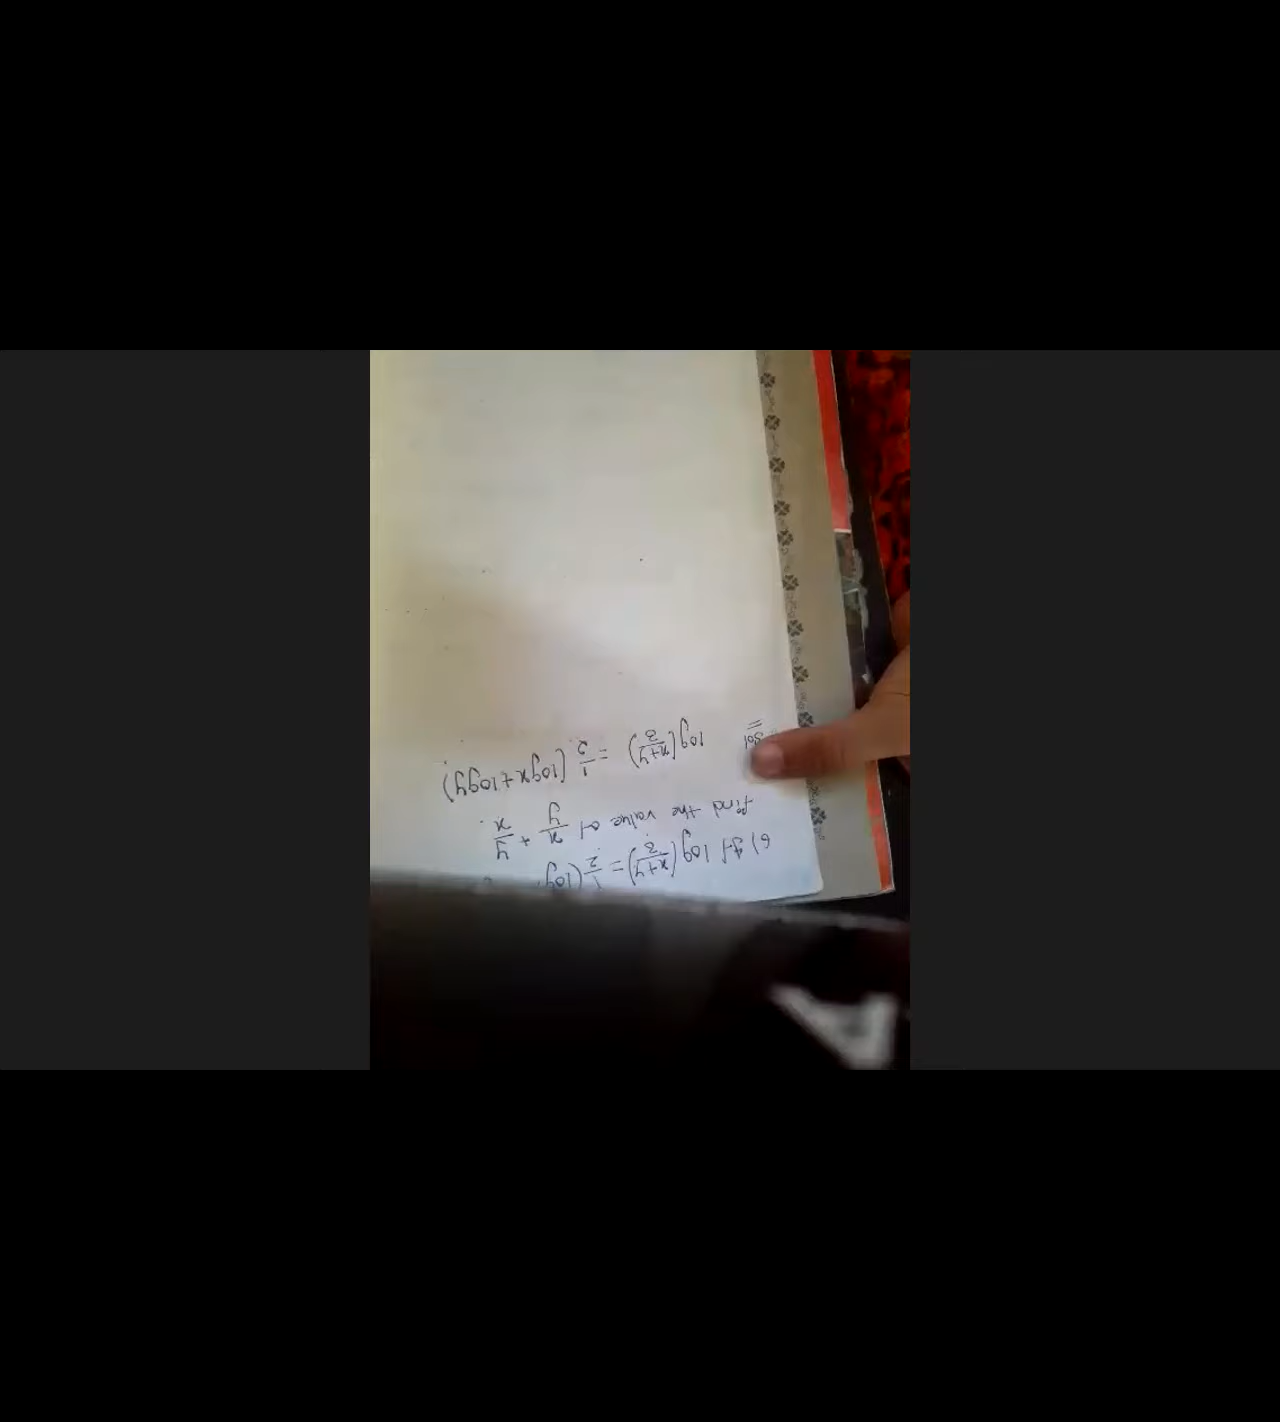 6) If log(x+y/3) = 1/2 (log
find the value of x/y + y/x.
Sol log(x+y/3) = 1/2 (logx + logy)